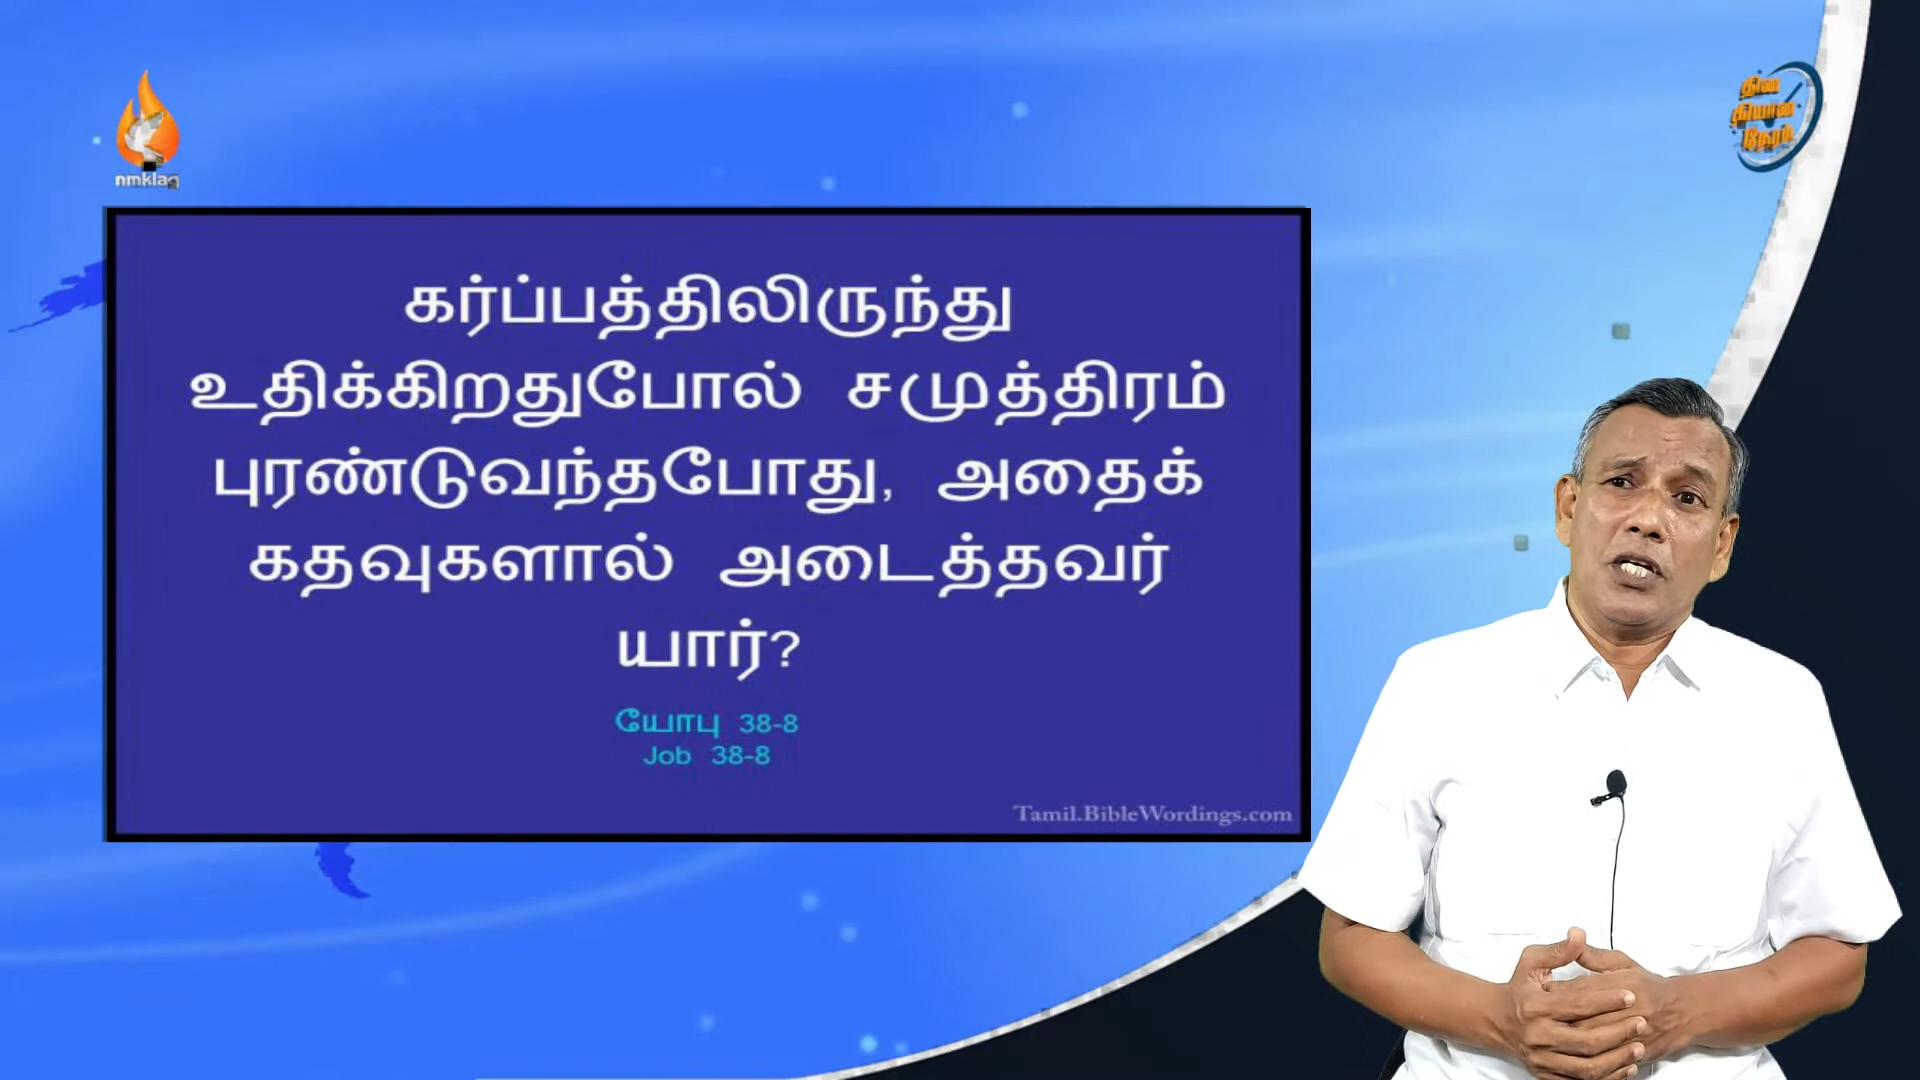 nmklag
தின
தியான
நேரம்
கர்ப்பத்திலிருந்து
உதிக்கிறதுபோல் சமுத்திரம்
புரண்டுவந்தபோது, அதைக்
கதவுகளால் அடைத்தவர்
யார்?
யோபு 38-8
Job 38-8
Tamil.BibleWordings.com